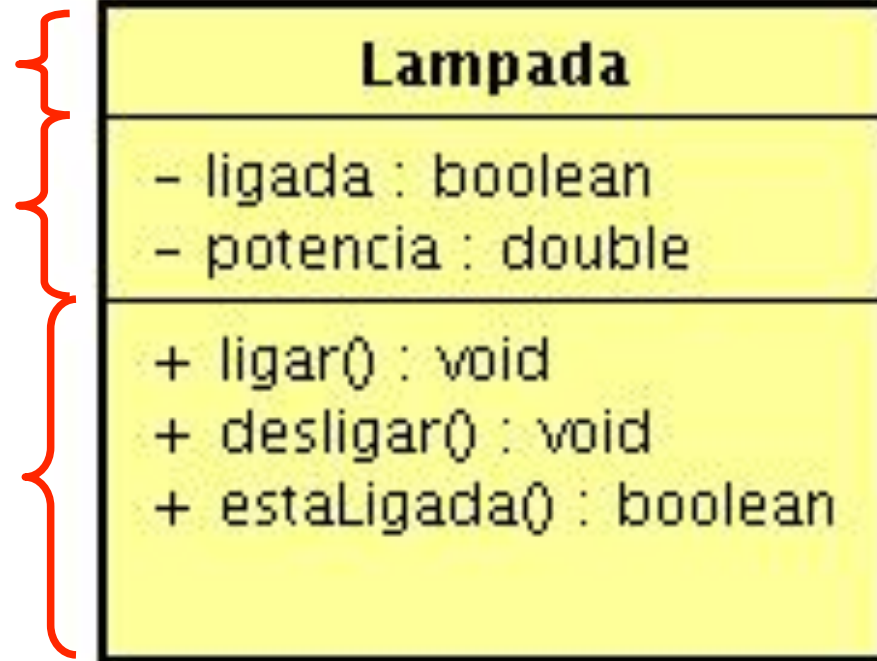 Lampada
- ligada : boolean
- potencia : double
+ ligar() : void
+ desligar() : void
+ estaLigada() : boolean